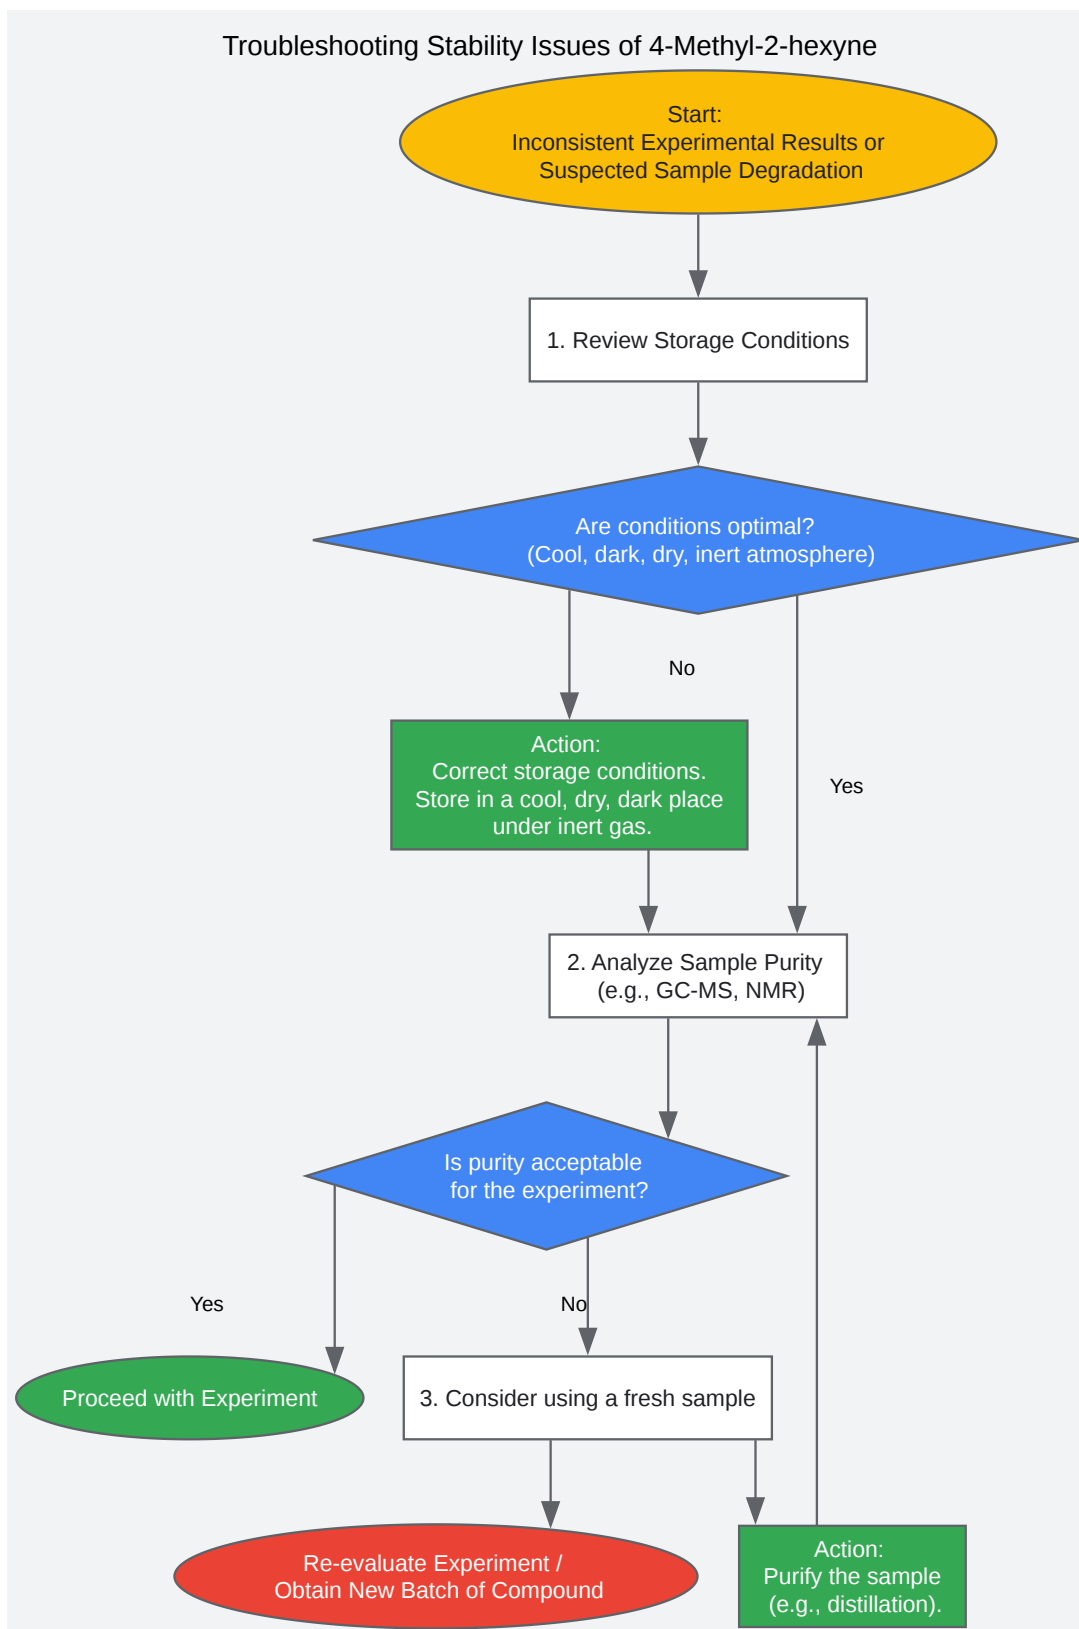 Troubleshooting Stability Issues of 4-Methyl-2-hexyne
Start:
Inconsistent Experimental Results or
Suspected Sample Degradation
1. Review Storage Conditions
Are conditions optimal?
(Cool, dark, dry, inert atmosphere)
No
Action:
Correct storage conditions.
Store in a cool, dry, dark place
under inert gas.
Yes
2. Analyze Sample Purity
(e.g., GC-MS, NMR)
Is purity acceptable
for the experiment?
Yes
No
Proceed with Experiment
3. Consider using a fresh sample
Re-evaluate Experiment /
Obtain New Batch of Compound
Action:
Purify the sample
(e.g., distillation).